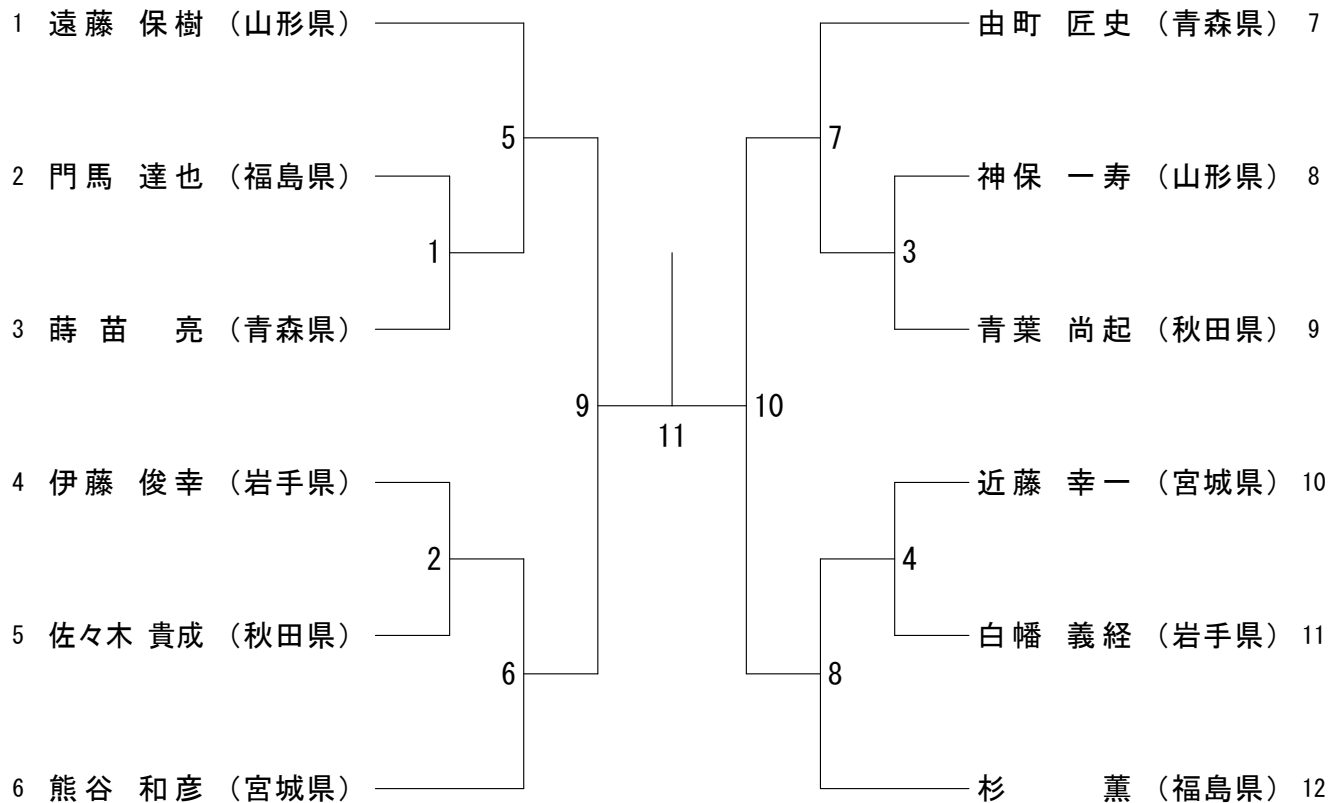 1 遠藤 保樹 (山形県)
由町 匠史 (青森県) 7
5
7
2 門馬 達也 (福島県)
神保 一寿 (山形県) 8
1
3
3 蒔苗 亮 (青森県)
青葉 尚起 (秋田県) 9
9
10
11
4 伊藤 俊幸 (岩手県)
近藤 幸一 (宮城県) 10
2
4
5 佐々木 貴成 (秋田県)
白幡 義経 (岩手県) 11
6
8
6 熊谷 和彦 (宮城県)
杉 薫 (福島県) 12